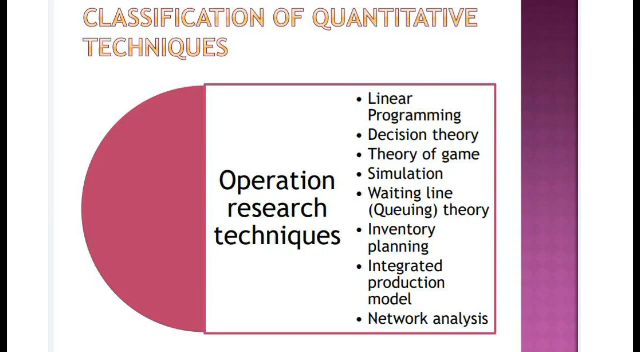 CLASSIFICATION OF QUANTITATIVE
TECHNIQUES
Operation
research
techniques
• Linear
Programming
• Decision theory
• Theory of game
• Simulation
• Waiting line
(Queuing) theory
• Inventory
planning
• Integrated
production
model
• Network analysis